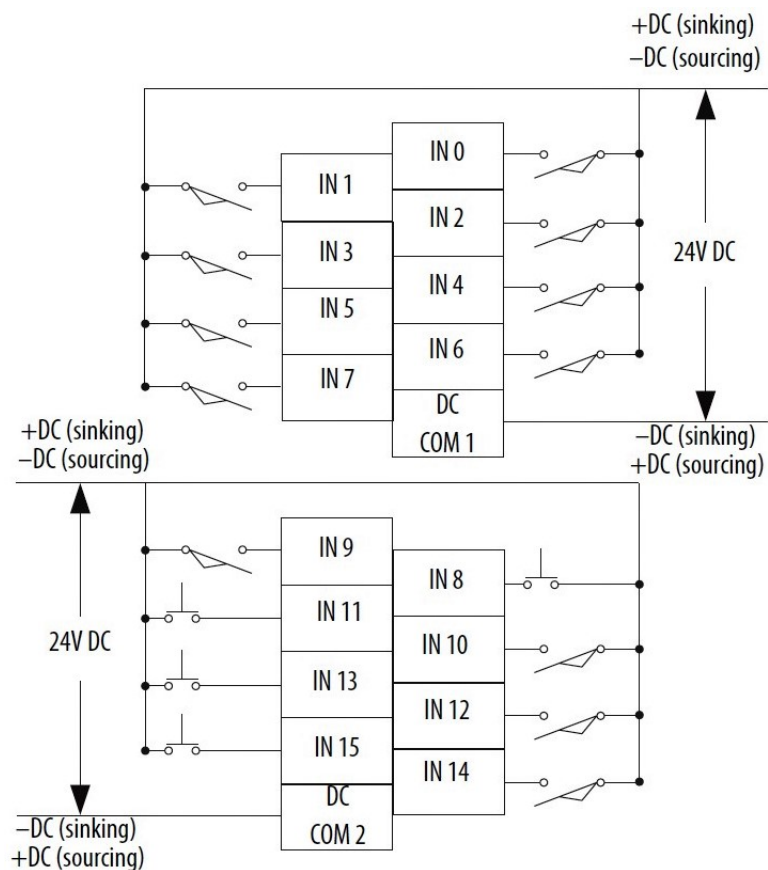 +DC (sinking)
–DC (sourcing)
IN 0
IN 1
IN 2
IN 3
IN 4
24V DC
IN 5
IN 6
IN 7
DC
COM 1
+DC (sinking)
–DC (sourcing)
–DC (sinking)
+DC (sourcing)
IN 9
IN 8
IN 11
24V DC
IN 10
IN 13
IN 12
IN 15
IN 14
DC
COM 2
–DC (sinking)
+DC (sourcing)